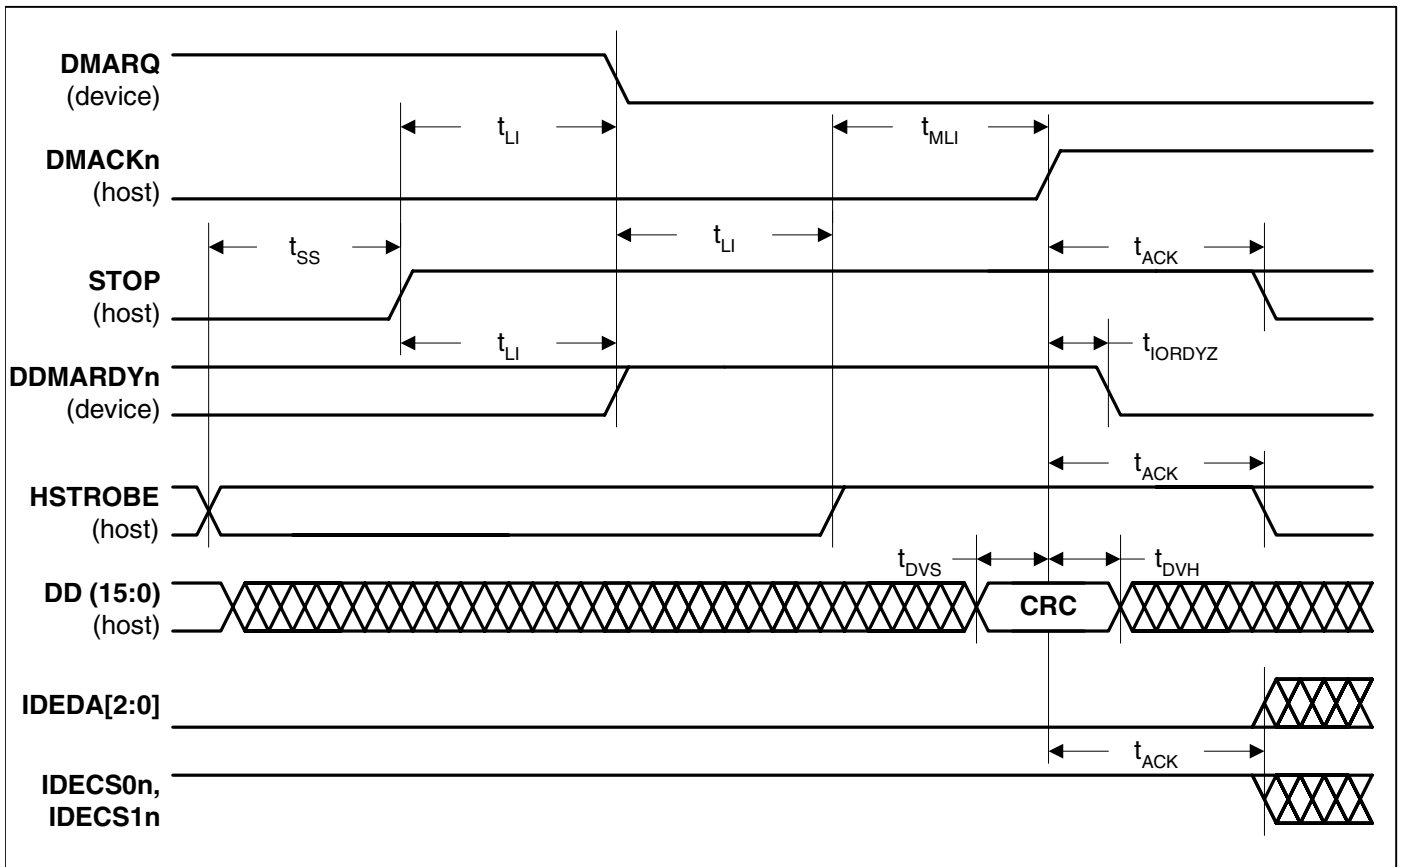 DMARQ
(device)
tLI
tMLI
DMACKn
(host)
tSS
tLI
tACK
STOP
(host)
tLI
tIORDYZ
DDMARDYn
(device)
tACK
HSTROBE
(host)
tDVS
tDVH
DD (15:0)
(host)
CRC
IDEDA[2:0]
tACK
IDECS0n,
IDECS1n